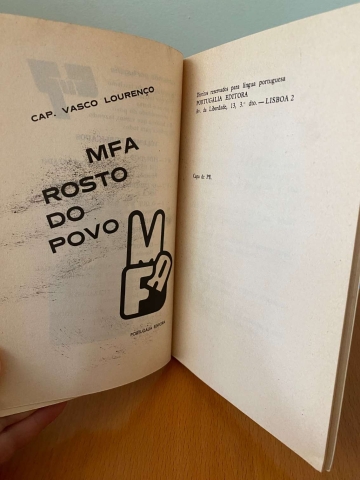 CAP. VASCO LOURENÇO
MFA
ROSTO
DO
POVO
MFA
PORTUGÁLIA EDITORA
Direitos reservados para língua portuguesa
PORTUGÁLIA EDITORA
Av. da Liberdade, 13, 3.º dto. — LISBOA 2
Capa de PR.